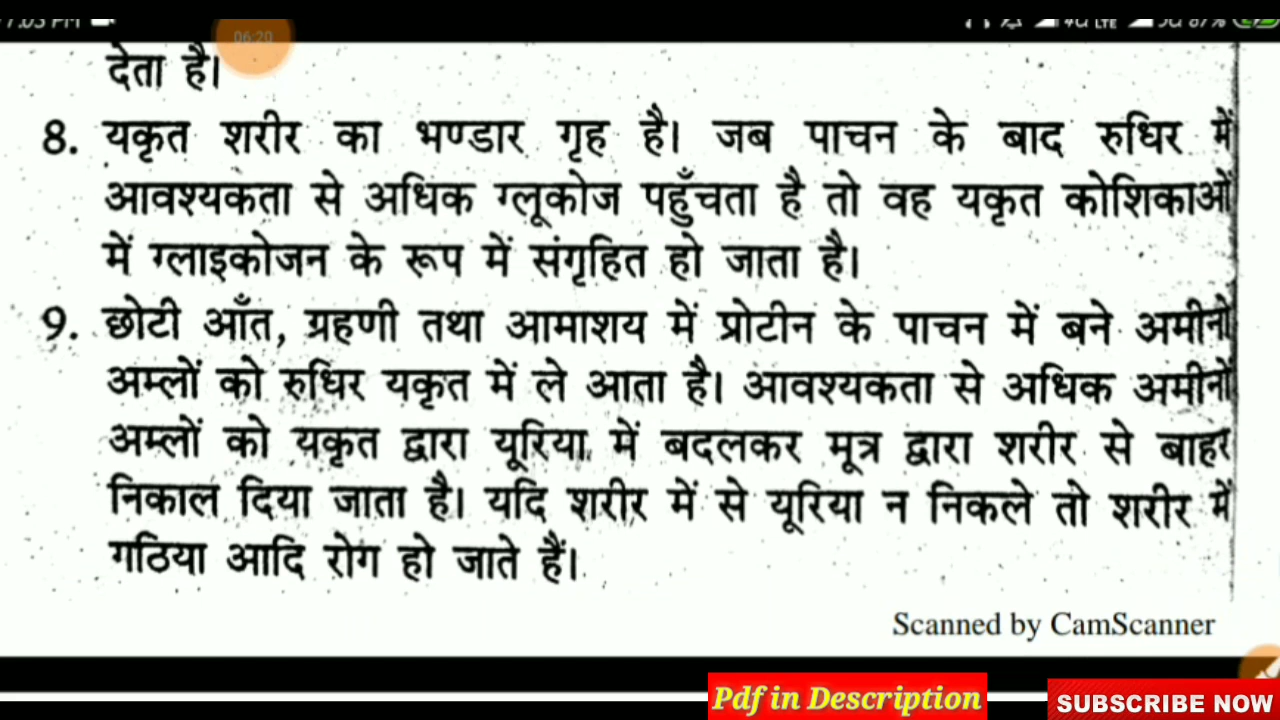 06:20
देता है।
8. यकृत शरीर का भण्डार गृह है। जब पाचन के बाद रुधिर में
आवश्यकता से अधिक ग्लूकोज पहुँचता है तो वह यकृत कोशिकाओं
में ग्लाइकोजन के रूप में संगृहित हो जाता है।
9. छोटी आँत, ग्रहणी तथा आमाशय में प्रोटीन के पाचन में बने अमीनो
अम्लों को रुधिर यकृत में ले आता है। आवश्यकता से अधिक अमीनों
अम्लों को यकृत द्वारा यूरिया में बदलकर मूत्र द्वारा शरीर से बाहर
निकाल दिया जाता है। यदि शरीर में से यूरिया न निकले तो शरीर में
गठिया आदि रोग हो जाते हैं।
Scanned by CamScanner
Pdf in Description
SUBSCRIBE NOW